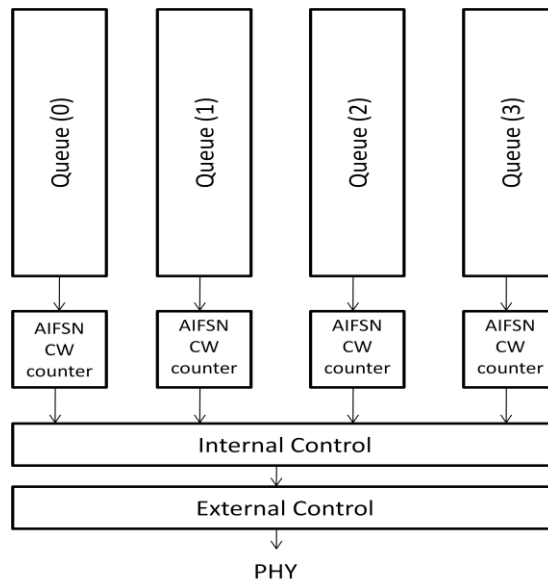 Queue (0)
Queue (1)
Queue (2)
Queue (3)
AIFSN
CW
counter
AIFSN
CW
counter
AIFSN
CW
counter
AIFSN
CW
counter
Internal Control
External Control
PHY